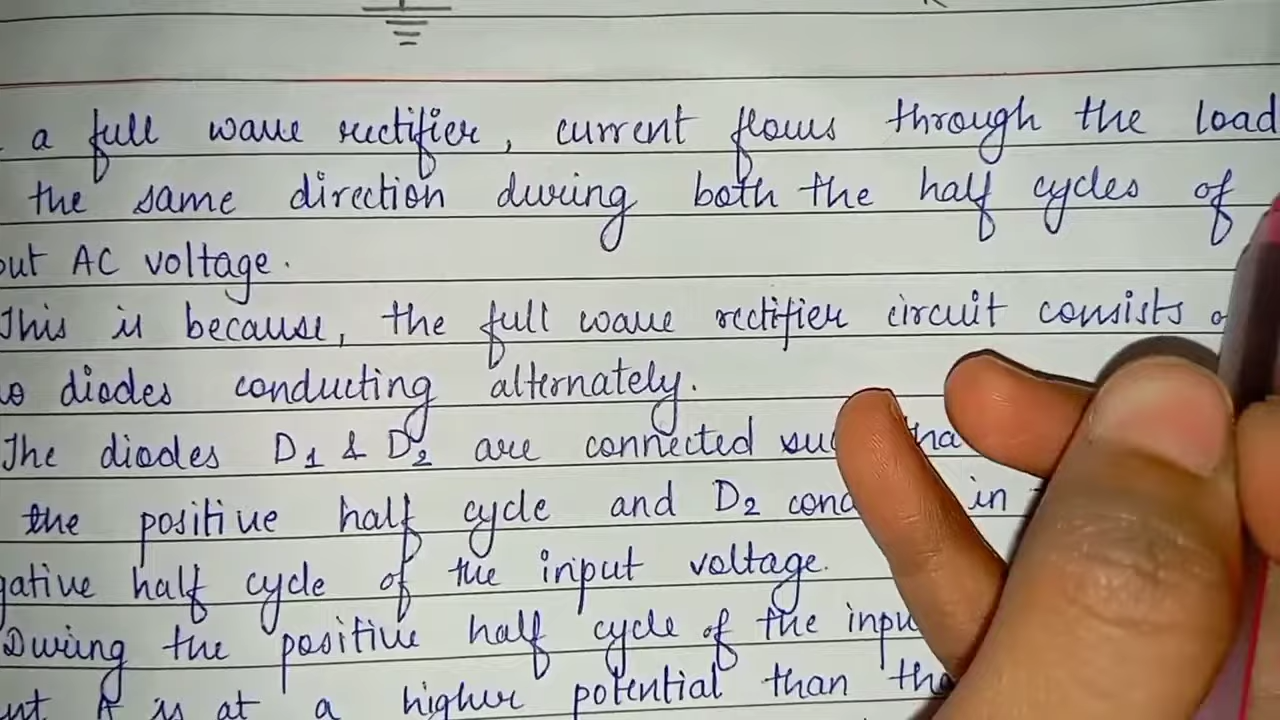 a full wave rectifier, current flows through the load
the same direction during both the half cycles of
AC voltage.
This is because, the full wave rectifier circuit consists
diodes conducting alternately.
The diodes D1 & D2 are connected
the positive half cycle and D2 in
half cycle of the input voltage.
During the positive half cycle of the
A is at a higher potential than